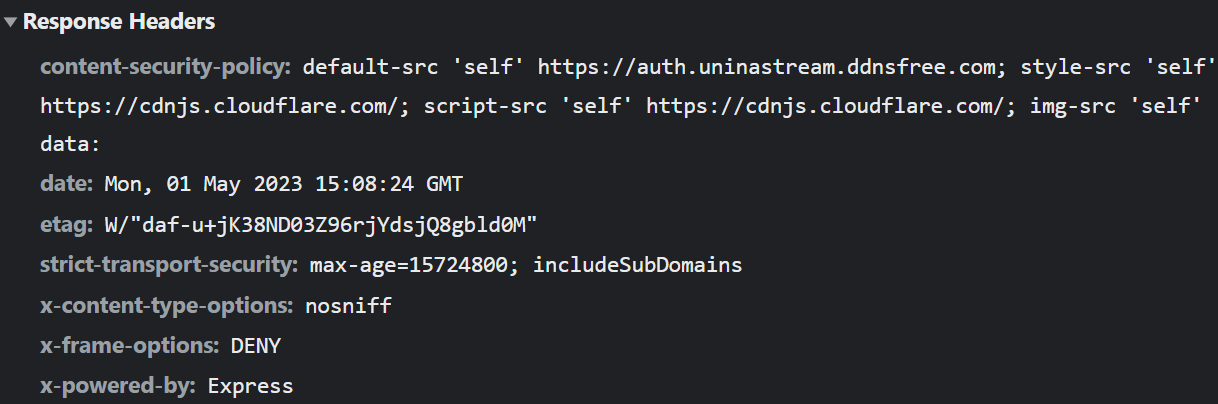 Response Headers
content-security-policy: default-src 'self' https://auth.uninastream.ddnsfree.com; style-src 'self'
https://cdnjs.cloudflare.com/; script-src 'self' https://cdnjs.cloudflare.com/; img-src 'self'
data:
date: Mon, 01 May 2023 15:08:24 GMT
etag: W/"daf-u+jK38ND03Z96rjYdsjQ8gbld0M"
strict-transport-security: max-age=15724800; includeSubDomains
x-content-type-options: nosniff
x-frame-options: DENY
x-powered-by: Express